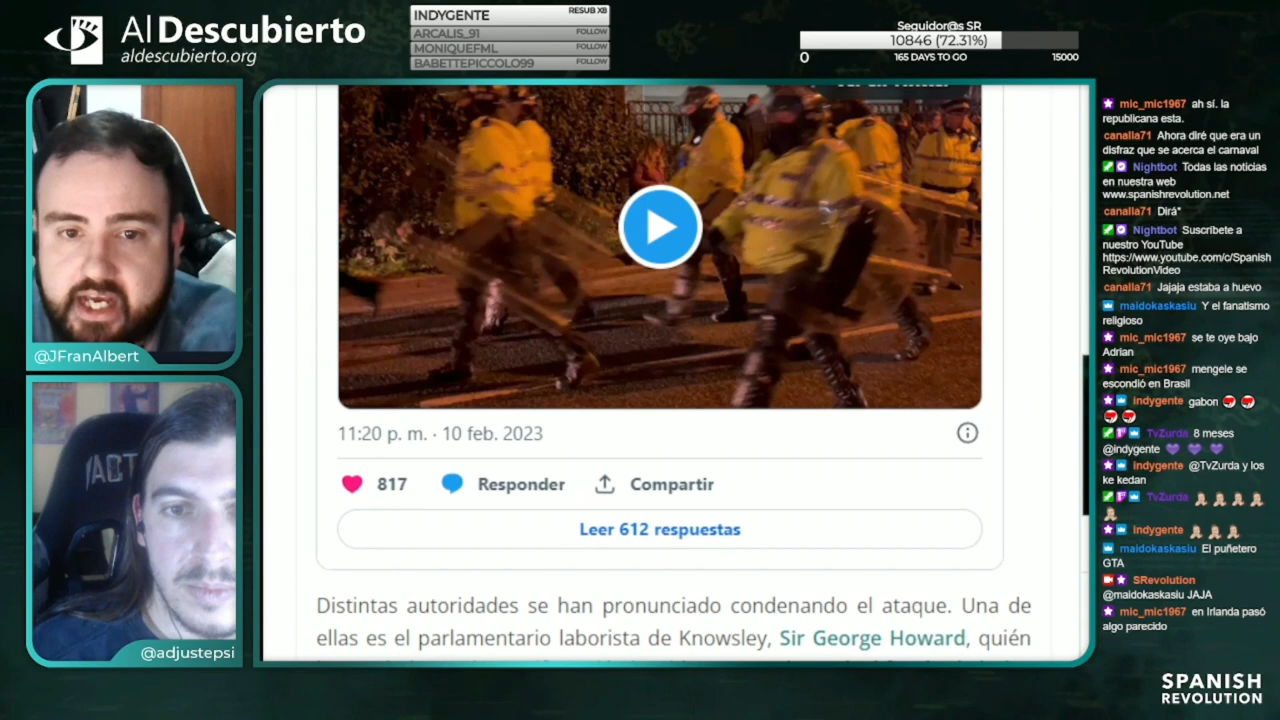 Al Descubierto
aldescubierto.org
INDYGENTE RESUB X8
ARCALIS_91 FOLLOW
MONIQUEFML FOLLOW
BABETTEPICCOLO99 FOLLOW
Seguidor@s SR
10846 (72.31%)
0 165 DAYS TO GO 15000
@JFranAlbert
ACT
@adjustepsi
11:20 p. m. · 10 feb. 2023
817 Responder Compartir
Leer 612 respuestas
Distintas autoridades se han pronunciado condenando el ataque. Una de
ellas es el parlamentario laborista de Knowsley, Sir George Howard, quién
mic_mic1967 ah sí. la
republicana esta.
canalla71 Ahora diré que era un
disfraz que se acerca el carnaval
Nightbot Todas las noticias
en nuestra web
www.spanishrevolution.net
canalla71 Dirá*
Nightbot Suscríbete a
nuestro YouTube
https://www.youtube.com/c/Spanish
RevolutionVideo
canalla71 Jajaja estaba a huevo
maidokaskasiu Y el fanatismo
religioso
mic_mic1967 se te oye bajo
Adrian
mic_mic1967 mengele se
escondió en Brasil
indygente gabon
TvZurda 8 meses
@indygente
indygente @TvZurda y los
ke kedan
TvZurda
indygente
maidokaskasiu El puñetero
GTA
SRevolution
@maidokaskasiu JAJA
mic_mic1967 en Irlanda pasó
algo parecido
SPANISH
REVOLUTION